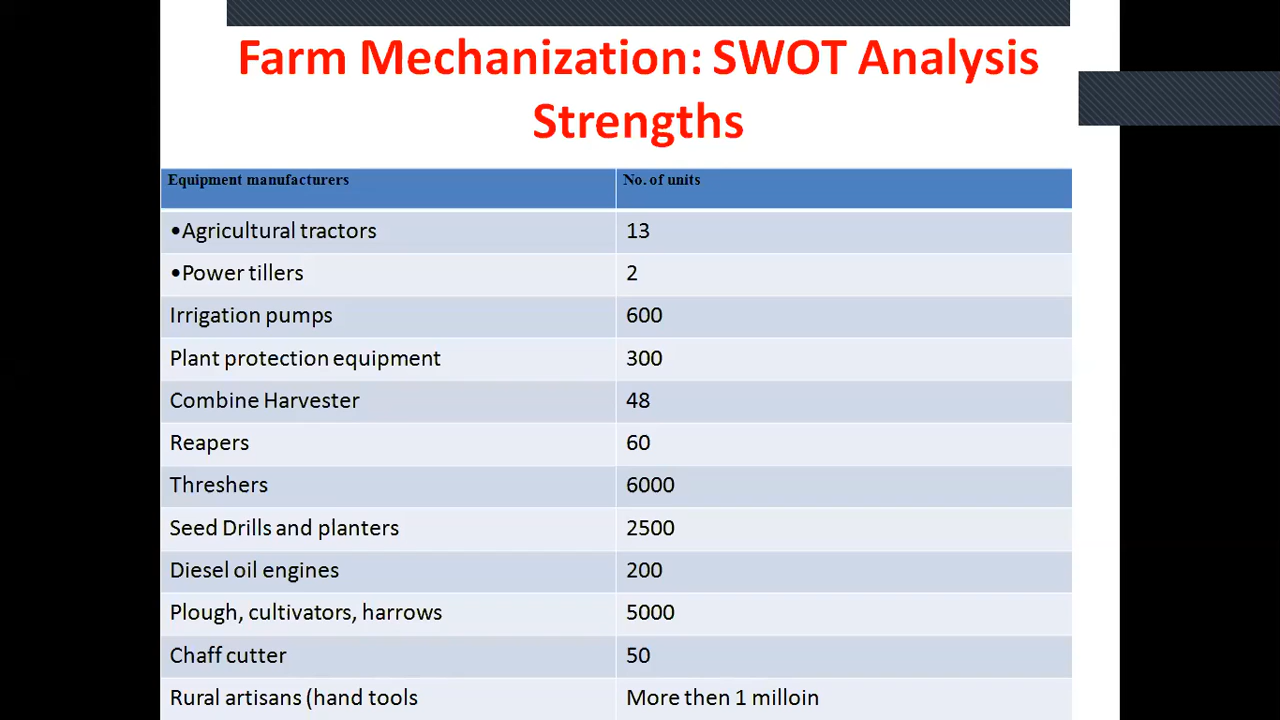 Farm Mechanization: SWOT Analysis
Strengths
Equipment manufacturers No. of units
•Agricultural tractors 13
•Power tillers 2
Irrigation pumps 600
Plant protection equipment 300
Combine Harvester 48
Reapers 60
Threshers 6000
Seed Drills and planters 2500
Diesel oil engines 200
Plough, cultivators, harrows 5000
Chaff cutter 50
Rural artisans (hand tools More then 1 milloin